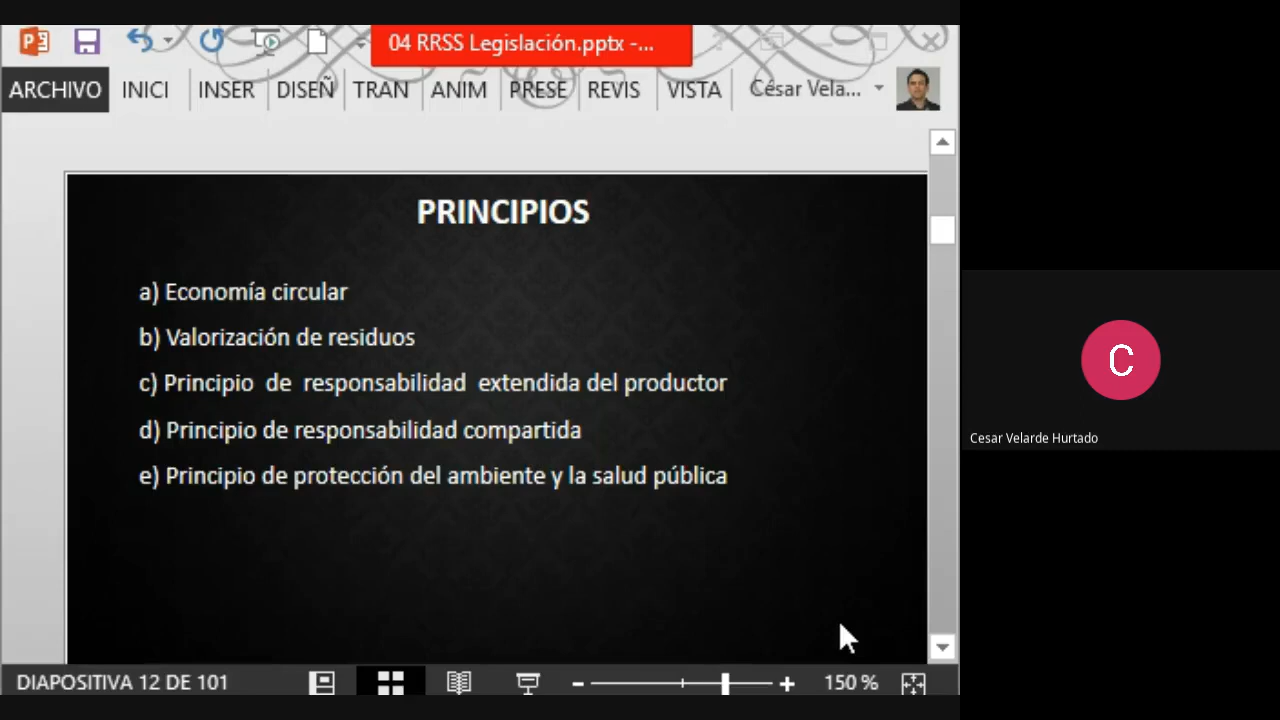 04 RRSS Legislación.pptx -...
ARCHIVO INICI INSER DISEÑ TRAN ANIM PRESE REVIS VISTA César Vela...
PRINCIPIOS
a) Economía circular
b) Valorización de residuos
c) Principio de responsabilidad extendida del productor
d) Principio de responsabilidad compartida
e) Principio de protección del ambiente y la salud pública
C
Cesar Velarde Hurtado
DIAPOSITIVA 12 DE 101 150 %